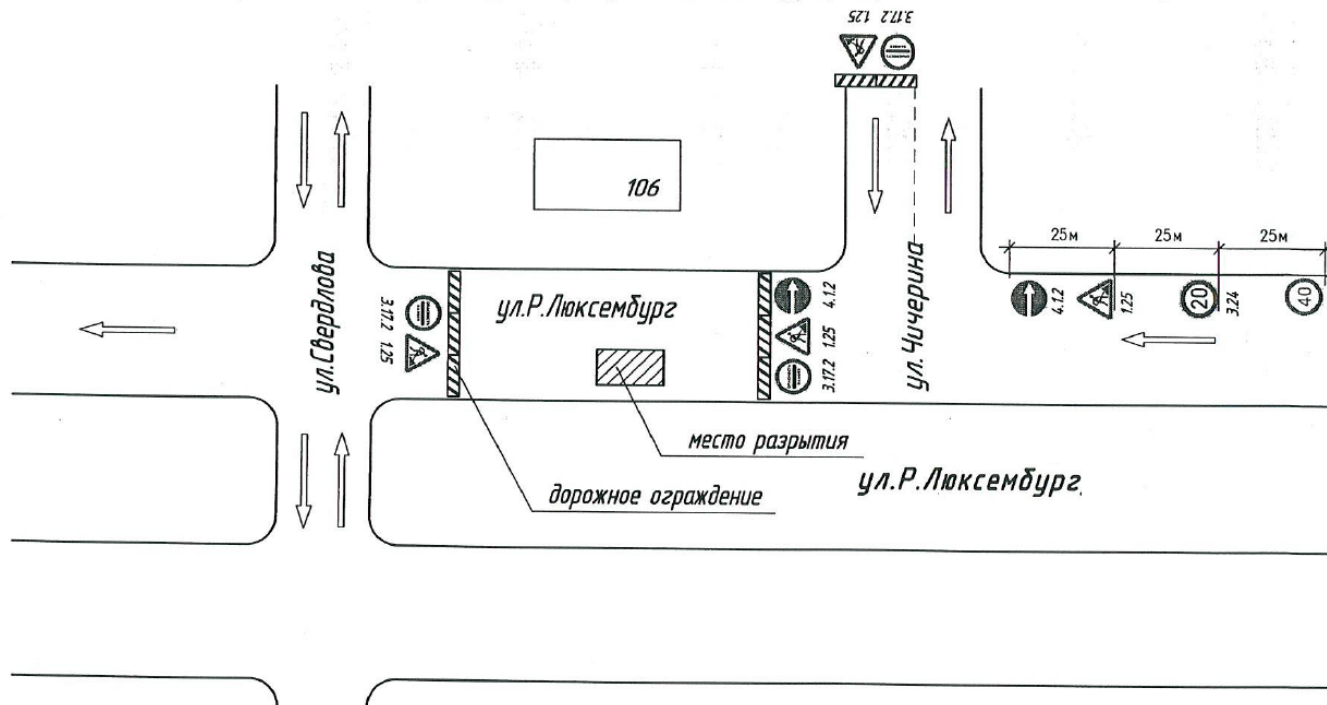 1.25 3.17.2
106
25м 25м 25м
ул.Свердлова
3.17.2
1.25
ул.Р.Люксембург
4.1.2
1.25
3.17.2
ул.Чичерина
4.1.2
1.25
20
3.24
40
место разрытия
дорожное ограждение
ул.Р.Люксембург